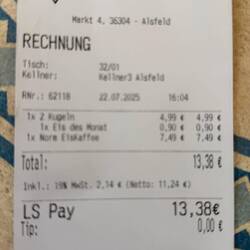 Markt 4, 36304 - Alsfeld
RECHNUNG
Tisch: 32/01
Kellner: Kellner3 Alsfeld
RNr.: 62118 22.07.2025 16:04
1x 2 Kugeln 4,99 € 4,99 €
1x Eis des Monat 0,90 € 0,90 €
1x Norm EisKaffee 7,49 € 7,49 €
Total: 13,38 €
Inkl.: 19% MwSt. 2,14 € (Netto: 11,24 €)
LS Pay 13,38€
Tip: 0,00 €